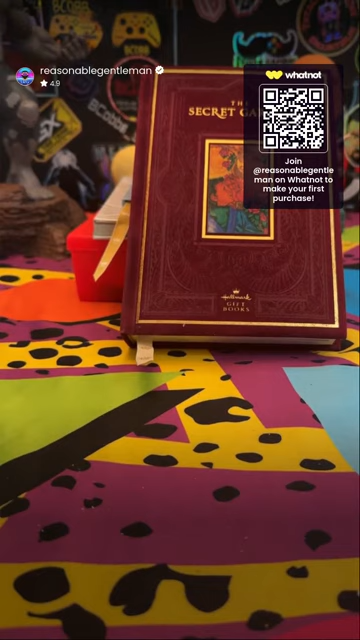 reasonablegentleman
4.9
whatnot
Join
@reasonablegentle
man on Whatnot to
make your first
purchase!
THE
SECRET GA
Hallmark
GIFT
BOOKS
BCobb